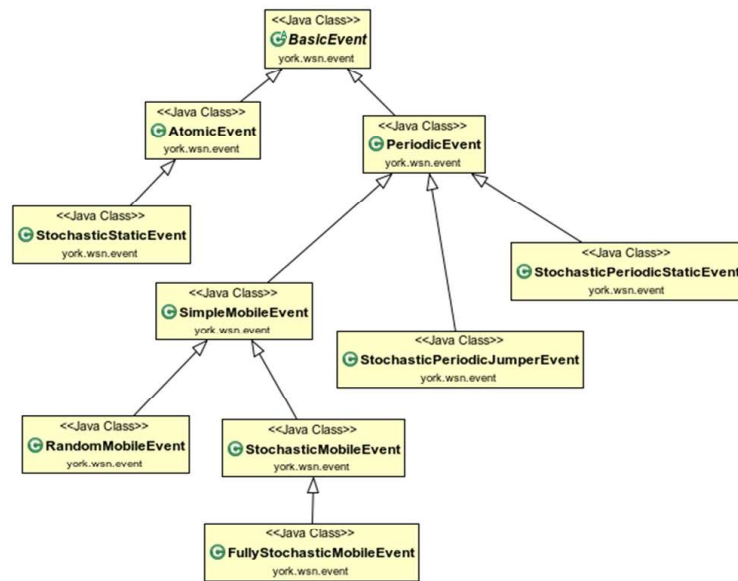 <<Java Class>>
BasicEvent
york.wsn.event
<<Java Class>>
AtomicEvent
york.wsn.event
<<Java Class>>
PeriodicEvent
york.wsn.event
<<Java Class>>
StochasticStaticEvent
york.wsn.event
<<Java Class>>
StochasticPeriodicStaticEvent
york.wsn.event
<<Java Class>>
SimpleMobileEvent
york.wsn.event
<<Java Class>>
StochasticPeriodicJumperEvent
york.wsn.event
<<Java Class>>
RandomMobileEvent
york.wsn.event
<<Java Class>>
StochasticMobileEvent
york.wsn.event
<<Java Class>>
FullyStochasticMobileEvent
york.wsn.event